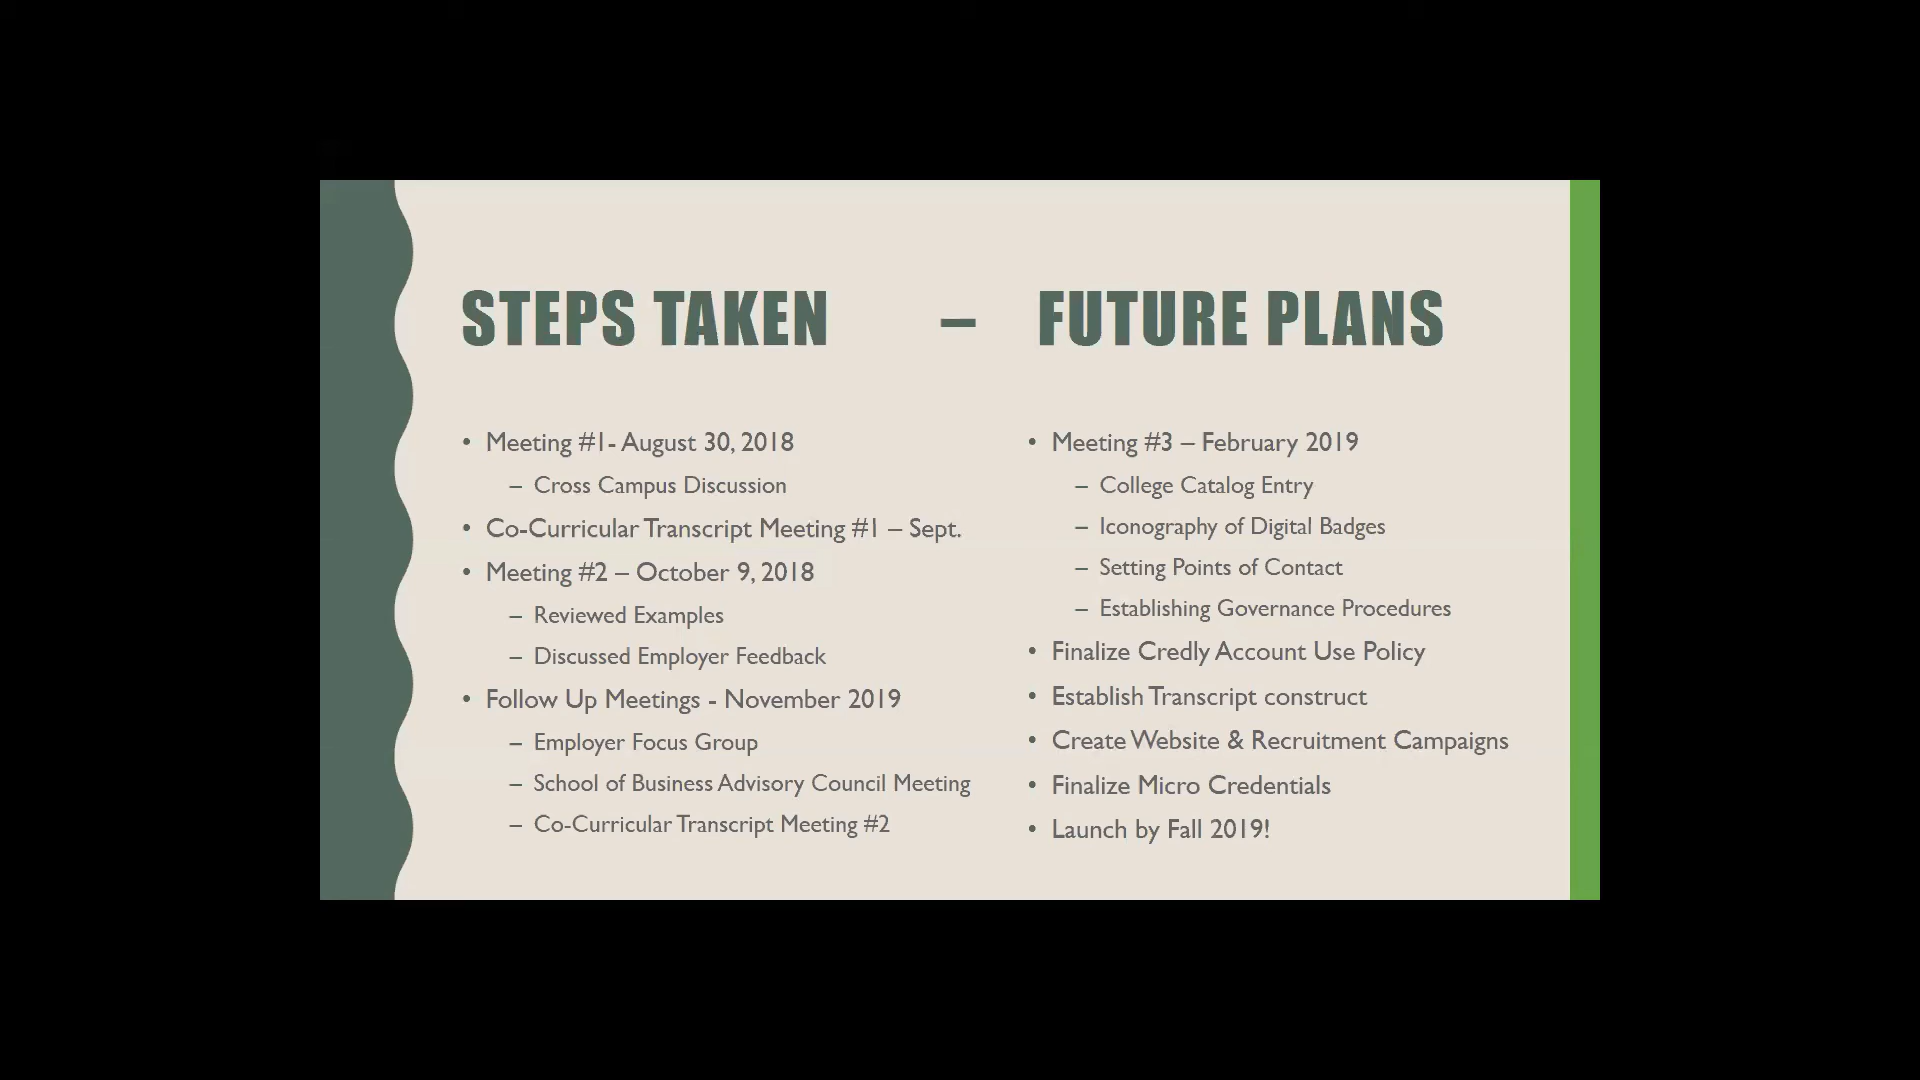 STEPS TAKEN – FUTURE PLANS
• Meeting #1- August 30, 2018
– Cross Campus Discussion
• Co-Curricular Transcript Meeting #1 – Sept.
• Meeting #2 – October 9, 2018
– Reviewed Examples
– Discussed Employer Feedback
• Follow Up Meetings - November 2019
– Employer Focus Group
– School of Business Advisory Council Meeting
– Co-Curricular Transcript Meeting #2
• Meeting #3 – February 2019
– College Catalog Entry
– Iconography of Digital Badges
– Setting Points of Contact
– Establishing Governance Procedures
• Finalize Credly Account Use Policy
• Establish Transcript construct
• Create Website & Recruitment Campaigns
• Finalize Micro Credentials
• Launch by Fall 2019!